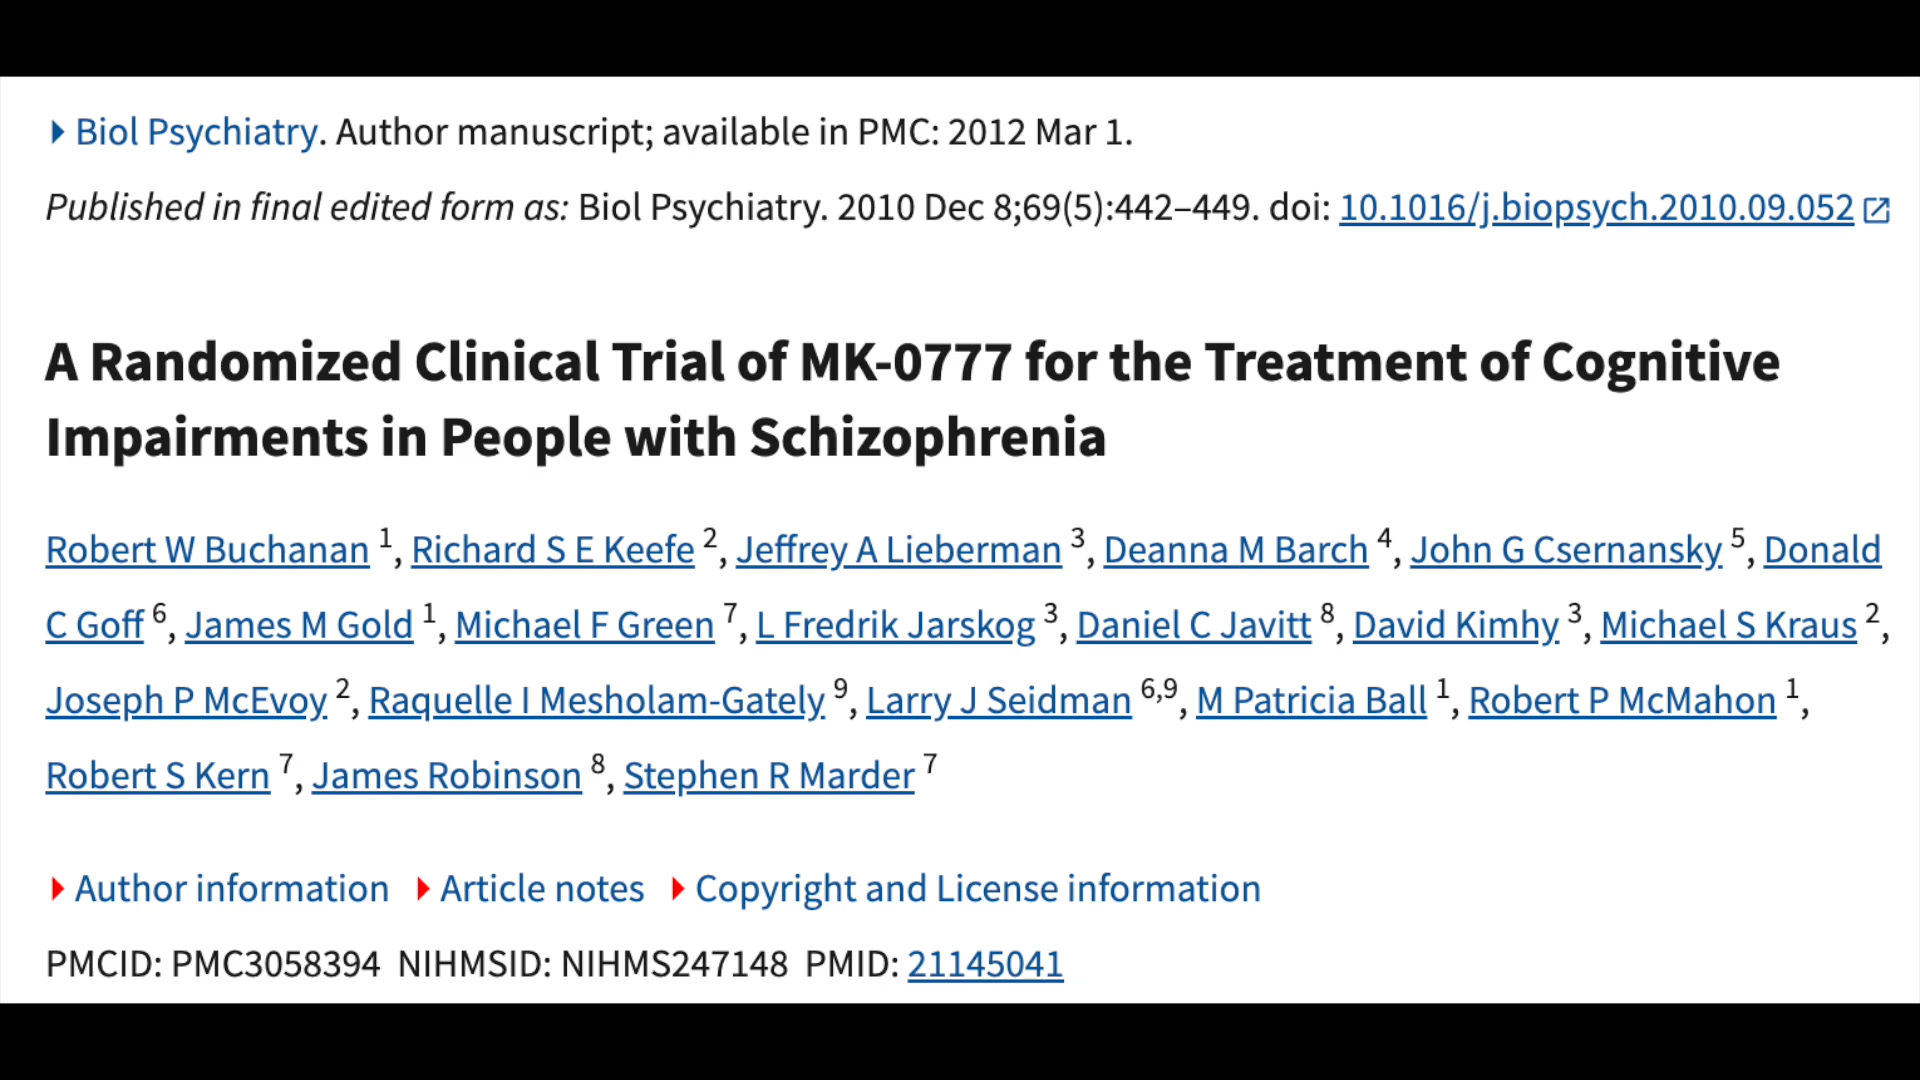 Biol Psychiatry. Author manuscript; available in PMC: 2012 Mar 1.
Published in final edited form as: Biol Psychiatry. 2010 Dec 8;69(5):442–449. doi: 10.1016/j.biopsych.2010.09.052
A Randomized Clinical Trial of MK-0777 for the Treatment of Cognitive
Impairments in People with Schizophrenia
Robert W Buchanan 1, Richard S E Keefe 2, Jeffrey A Lieberman 3, Deanna M Barch 4, John G Csernansky 5, Donald
C Goff 6, James M Gold 1, Michael F Green 7, L Fredrik Jarskog 3, Daniel C Javitt 8, David Kimhy 3, Michael S Kraus 2,
Joseph P McEvoy 2, Raquelle I Mesholam-Gately 9, Larry J Seidman 6,9, M Patricia Ball 1, Robert P McMahon 1,
Robert S Kern 7, James Robinson 8, Stephen R Marder 7
Author information Article notes Copyright and License information
PMCID: PMC3058394 NIHMSID: NIHMS247148 PMID: 21145041